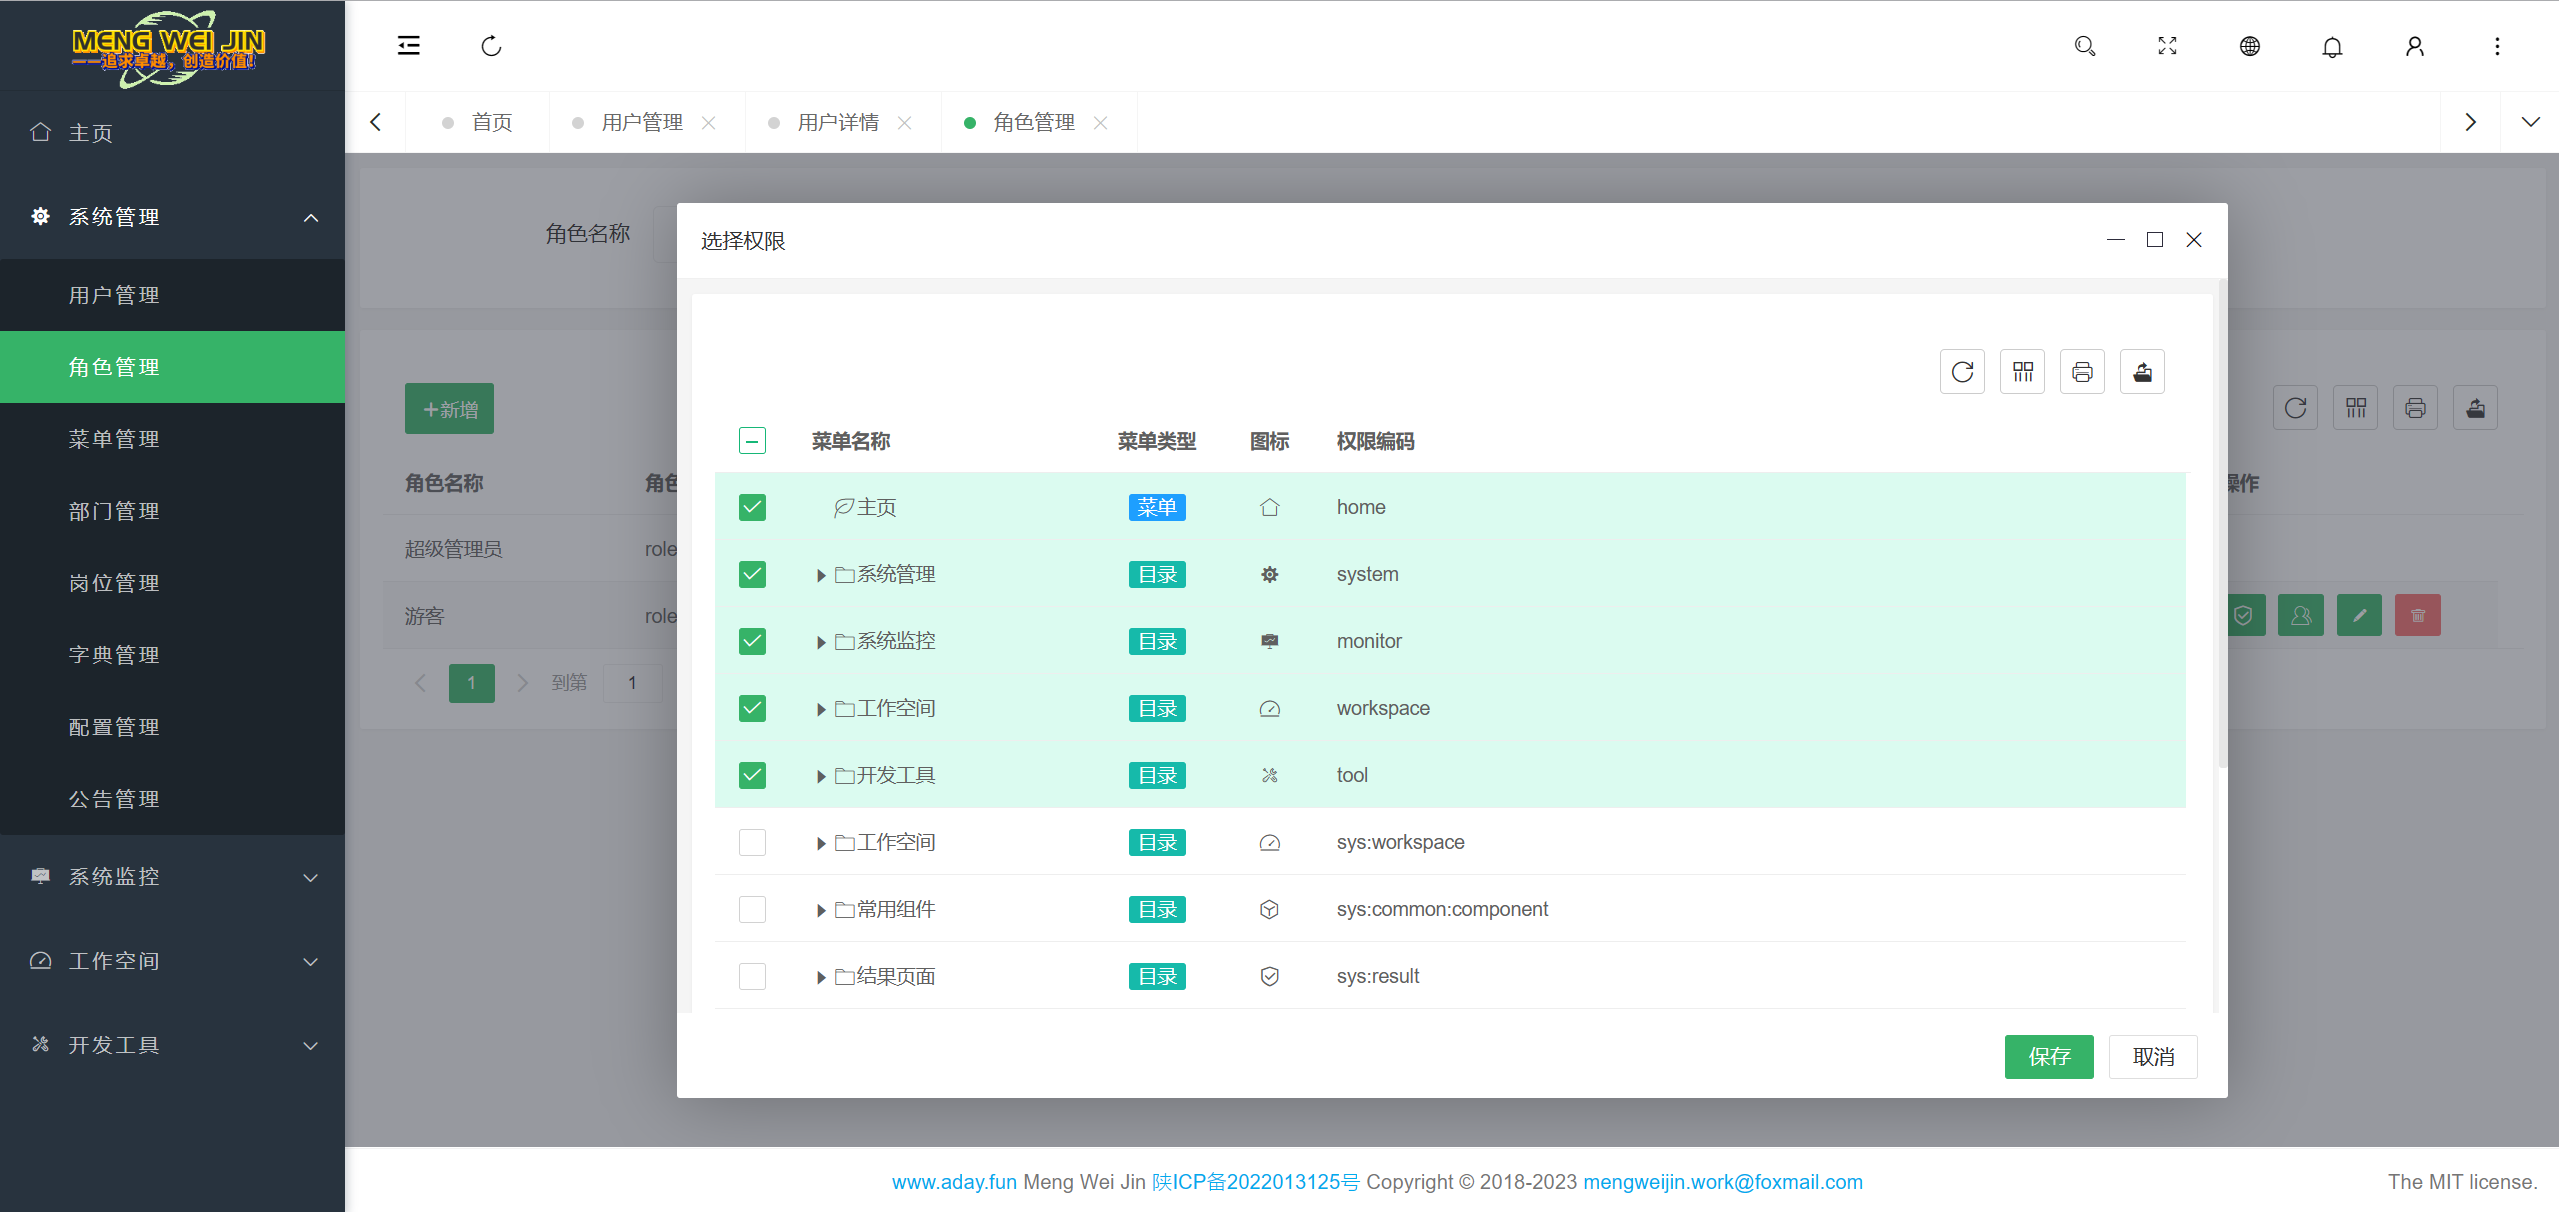 MENG WEI JIN
——追求卓越，创造价值!
主页
系统管理
用户管理
角色管理
菜单管理
部门管理
岗位管理
字典管理
配置管理
公告管理
系统监控
工作空间
开发工具
首页
用户管理
用户详情
角色管理
角色名称
新增
角色名称
角色
操作
超级管理员
role
游客
role
1
到第
1
选择权限
菜单名称
菜单类型
图标
权限编码
主页
菜单
home
系统管理
目录
system
系统监控
目录
monitor
工作空间
目录
workspace
开发工具
目录
tool
工作空间
目录
sys:workspace
常用组件
目录
sys:common:component
结果页面
目录
sys:result
保存
取消
www.aday.fun Meng Wei Jin 陕ICP备2022013125号 Copyright © 2018-2023 mengweijin.work@foxmail.com
The MIT license.